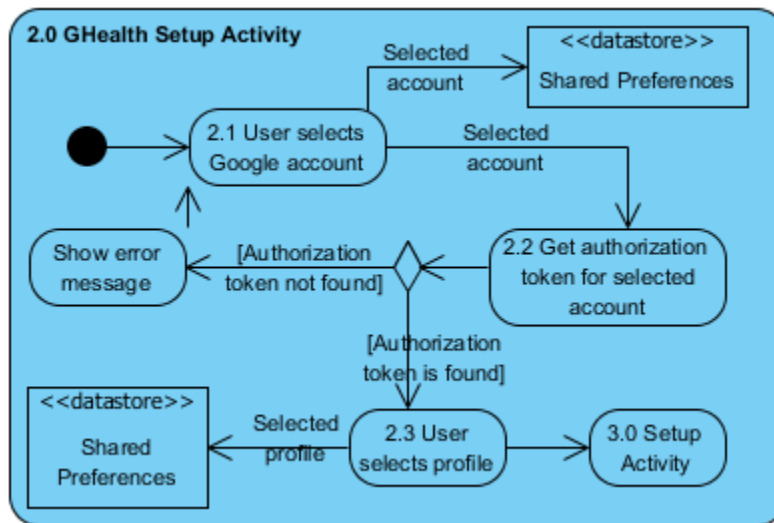 2.0 GHealth Setup Activity
Selected
account
<<datastore>>
Shared Preferences
2.1 User selects
Google account
Selected
account
Show error
message
[Authorization
token not found]
2.2 Get authorization
token for selected
account
[Authorization
token is found]
<<datastore>>
Shared
Preferences
Selected
profile
2.3 User
selects profile
3.0 Setup
Activity